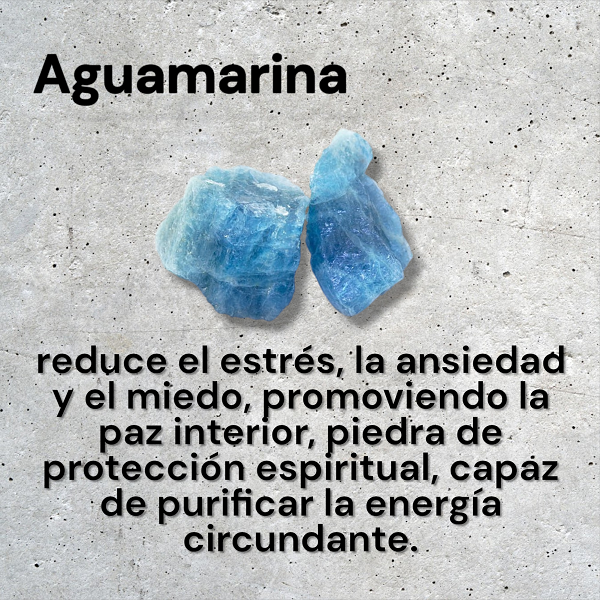 Aguamarina
reduce el estrés, la ansiedad
y el miedo, promoviendo la
paz interior, piedra de
protección espiritual, capaz
de purificar la energía
circundante.